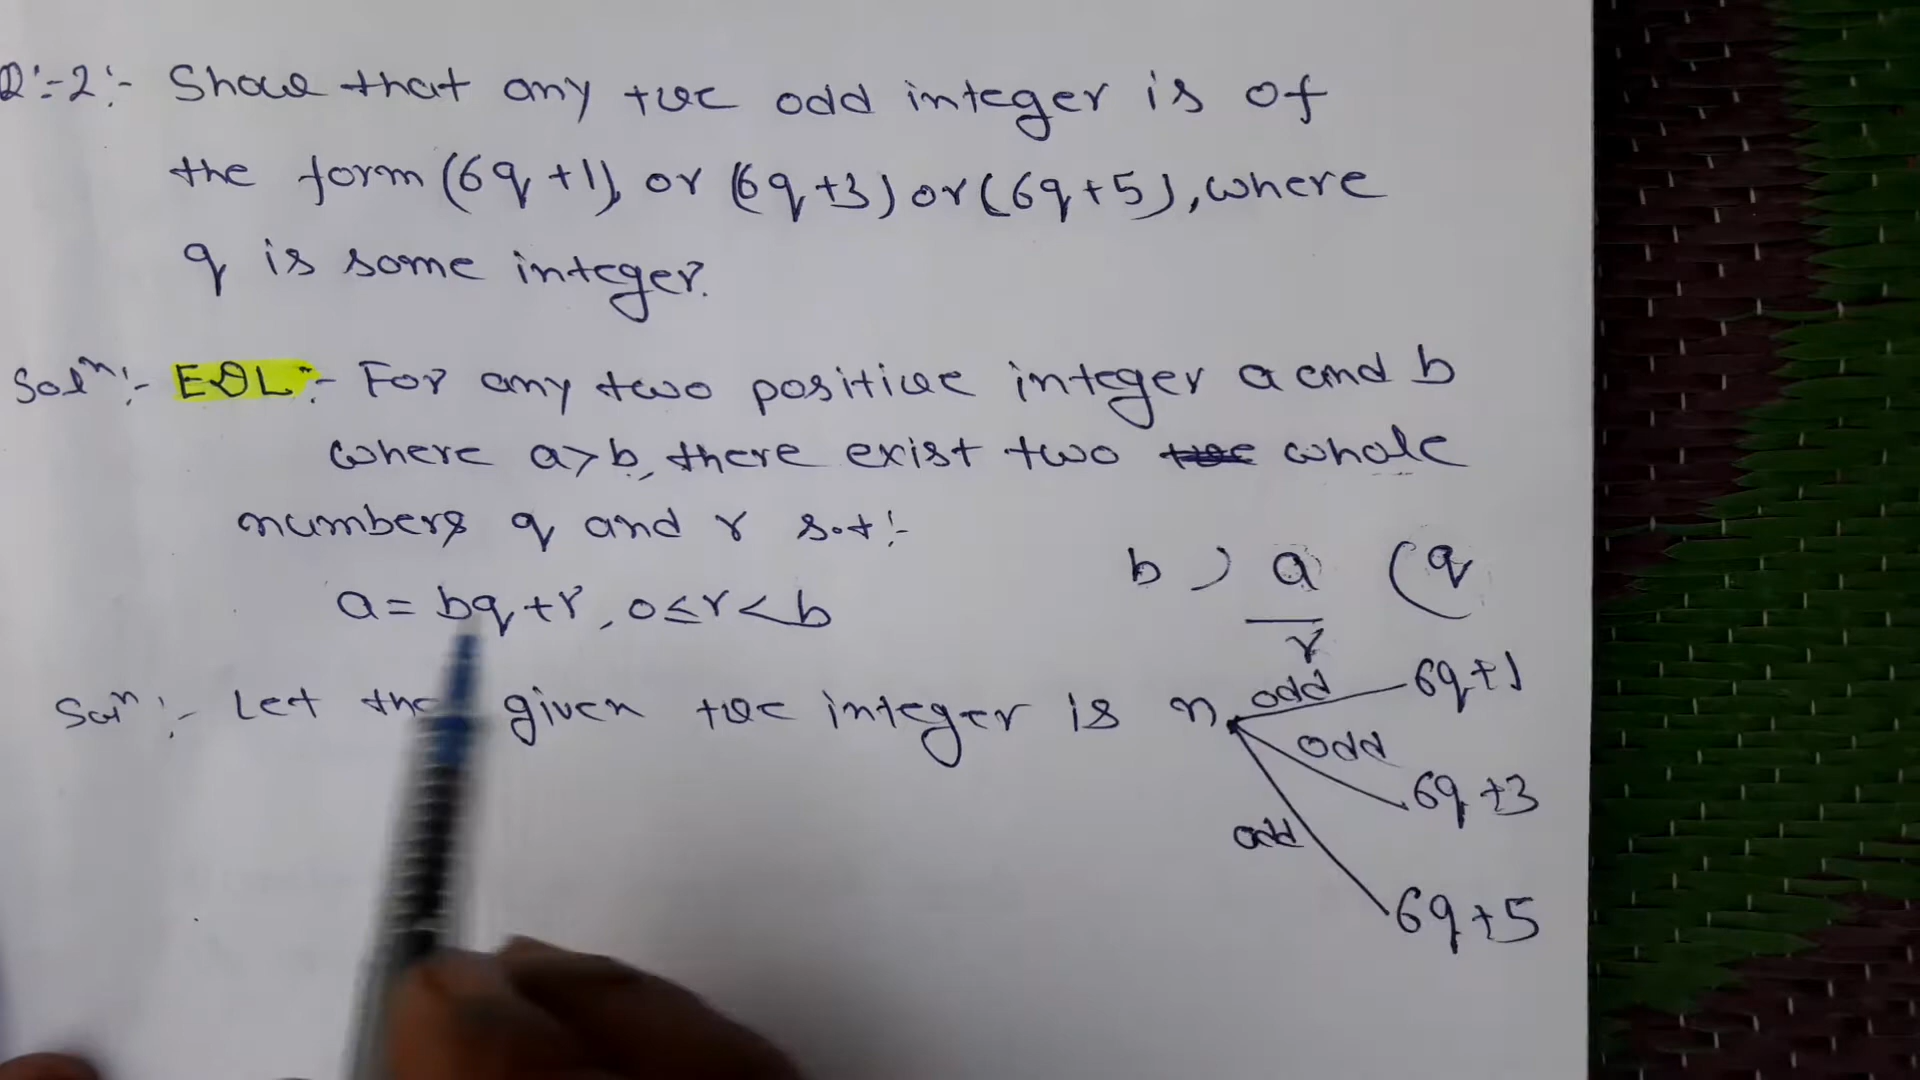 Q:-2:- Show that any +ve odd integer is of
the form (6q+1), or (6q+3) or (6q+5), where
q is some integer.
Solⁿ:- EDL:- For any two positive integer a and b
where a>b, there exist two whole
numbers q and r s.t:-
a = bq+r, 0≤r<b
b ) a ( q
r
Solⁿ:- Let the given +ve integer is n
odd 6q+1
odd 6q+3
odd 6q+5